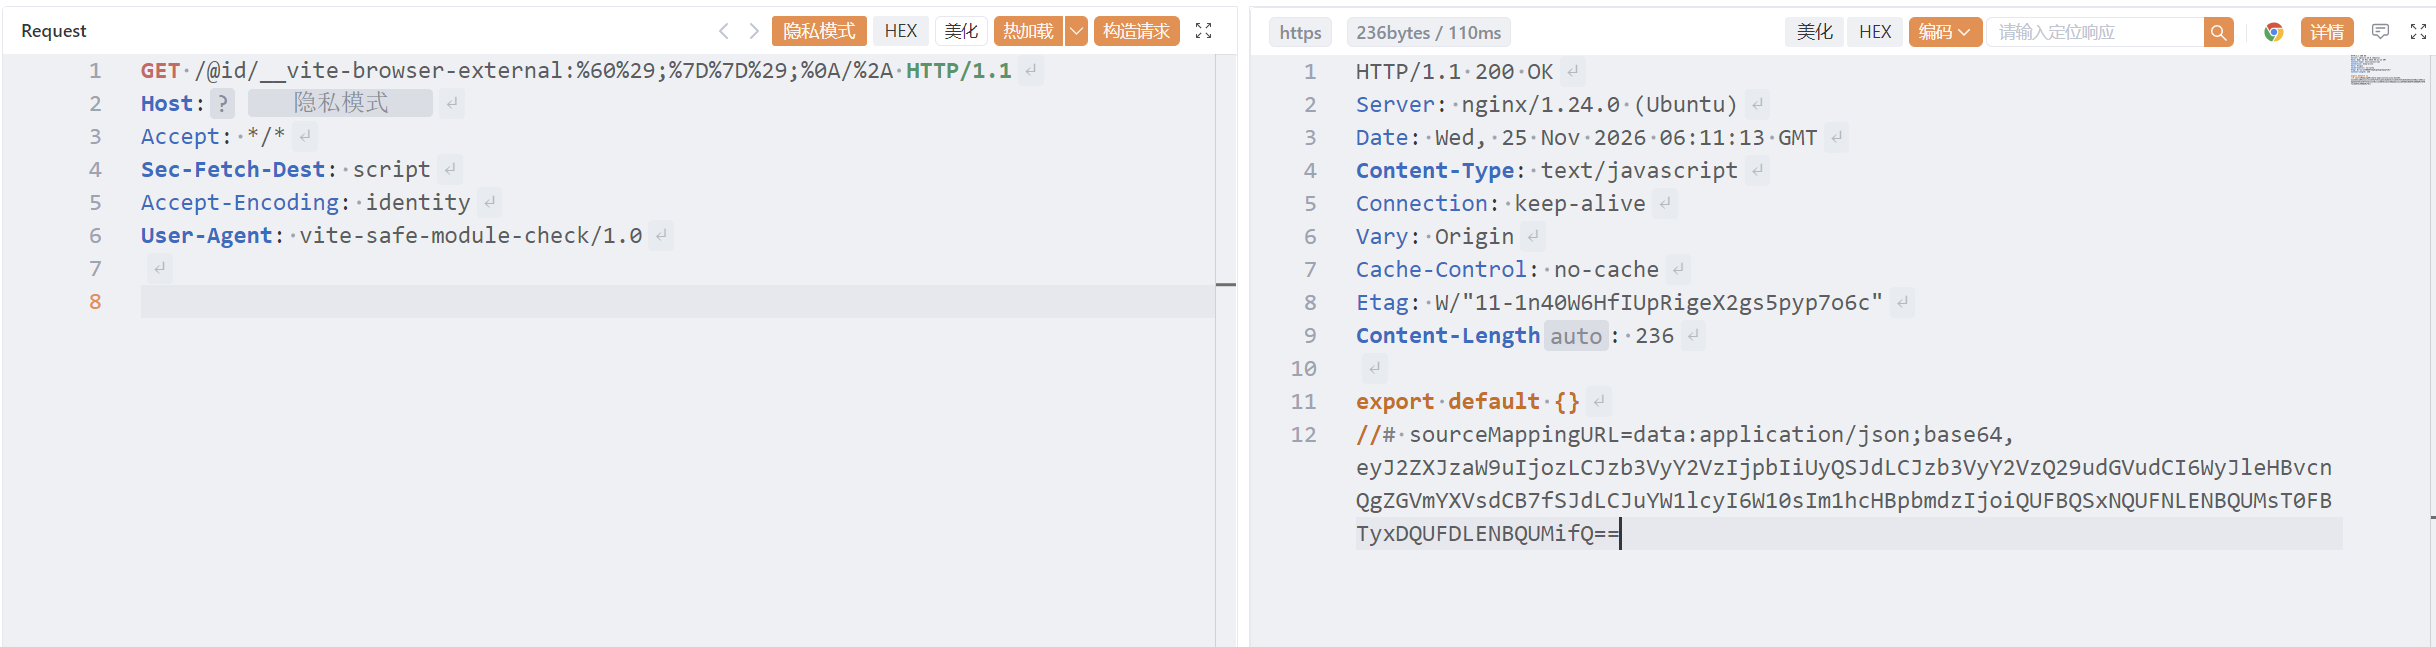 Request
隐私模式
HEX
美化
热加载
构造请求
1 GET /@id/__vite-browser-external:%60%29;%7D%7D%29;%0A/%2A HTTP/1.1
2 Host: ? 隐私模式
3 Accept: */*
4 Sec-Fetch-Dest: script
5 Accept-Encoding: identity
6 User-Agent: vite-safe-module-check/1.0
7
8
https
236bytes / 110ms
美化
HEX
编码
请输入定位响应
详情
1 HTTP/1.1 200 OK
2 Server: nginx/1.24.0 (Ubuntu)
3 Date: Wed, 25 Nov 2026 06:11:13 GMT
4 Content-Type: text/javascript
5 Connection: keep-alive
6 Vary: Origin
7 Cache-Control: no-cache
8 Etag: W/"11-1n40W6HfIUpRigeX2gs5pyp7o6c"
9 Content-Length auto: 236
10
11 export default {}
12 //# sourceMappingURL=data:application/json;base64,
eyJ2ZXJzaW9uIjozLCJzb3VyY2VzIjpbIiUyQSJdLCJzb3VyY2VzQ29udGVudCI6WyJleHBvcn
QgZGVmYXVsdCB7fSJdLCJuYW1lcyI6W10sIm1hcHBpbmdzIjoiQUFBQSxNQUFNLENBQUMsT0FB
TyxDQUFDLENBQUMifQ==